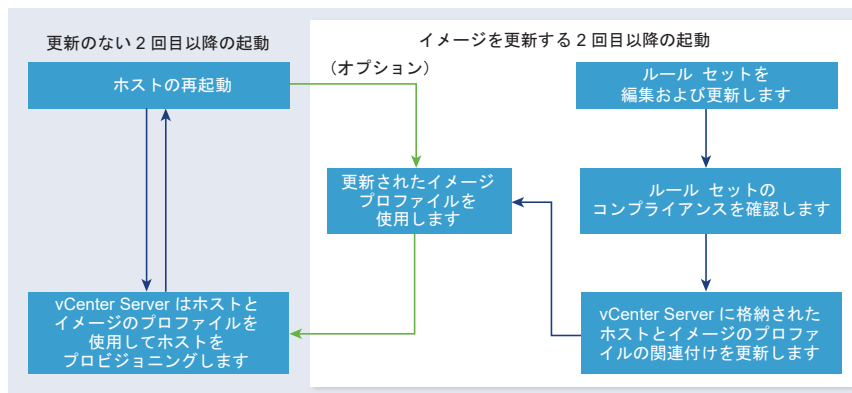 更新のない 2 回目以降の起動
イメージを更新する 2 回目以降の起動
(オプション)
ホストの再起動
ルール セットを
編集および更新します
更新されたイメージ
プロファイルを
使用します
ルール セットの
コンプライアンスを確認します
vCenter Server はホストと
イメージのプロファイルを
使用してホストを
プロビジョニングします
vCenter Server に格納された
ホストとイメージのプロファ
イルの関連付けを更新します